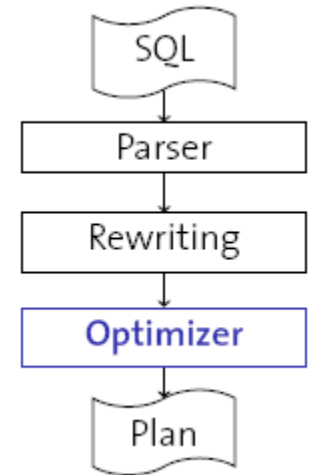 SQL
Parser
Rewriting
Optimizer
Plan